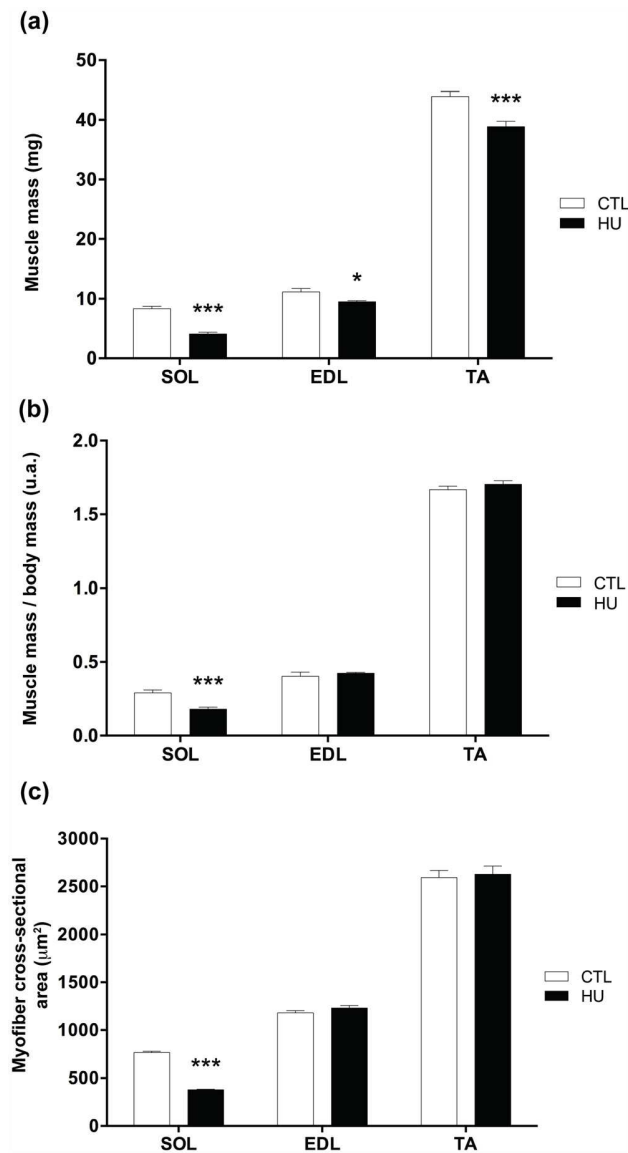 (a)
Muscle mass (mg)
50
40
30
20
10
0
***
*
***
SOL EDL TA
CTL
HU
(b)
Muscle mass / body mass (u.a.)
2.0
1.5
1.0
0.5
0.0
***
SOL EDL TA
CTL
HU
(c)
Myofiber cross-sectional
area (μm²)
3000
2500
2000
1500
1000
500
0
***
SOL EDL TA
CTL
HU